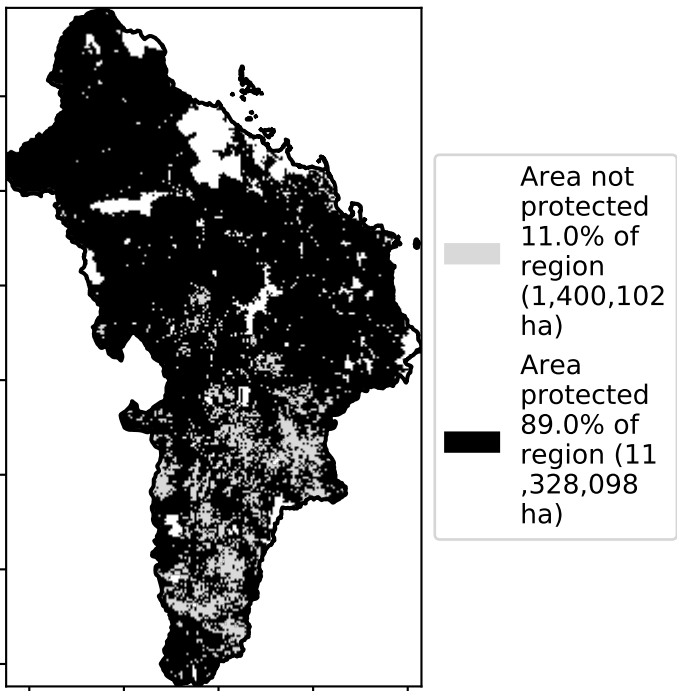 Area not
protected
11.0% of
region
(1,400,102
ha)
Area
protected
89.0% of
region (11
,328,098
ha)